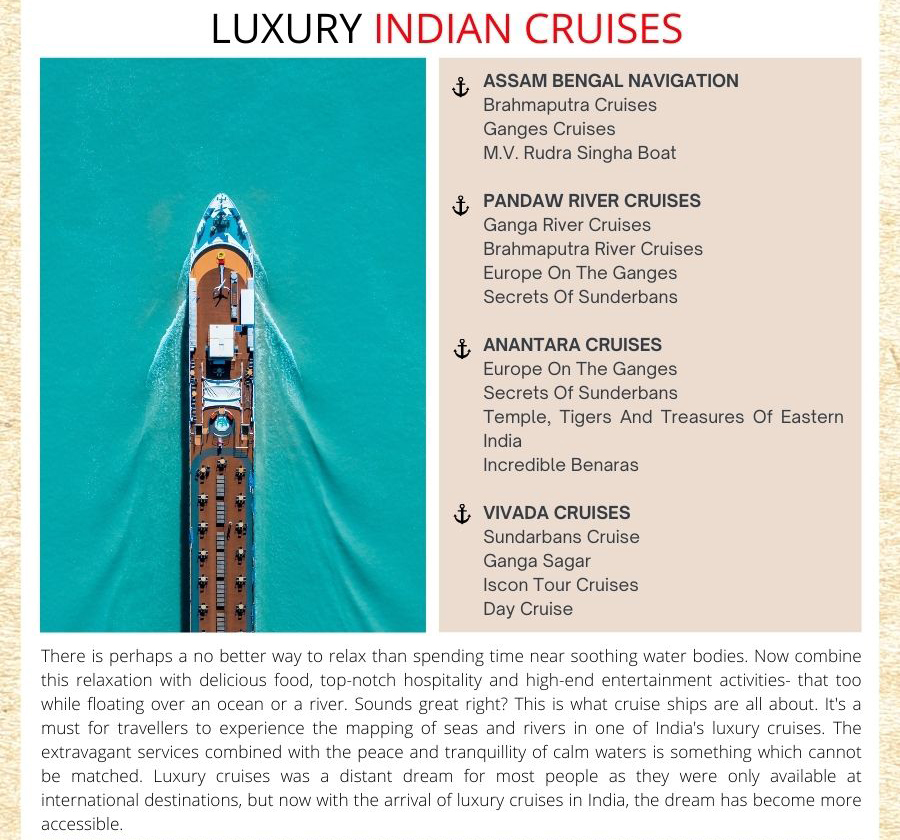 LUXURY INDIAN CRUISES
ASSAM BENGAL NAVIGATION
Brahmaputra Cruises
Ganges Cruises
M.V. Rudra Singha Boat
PANDAW RIVER CRUISES
Ganga River Cruises
Brahmaputra River Cruises
Europe On The Ganges
Secrets Of Sunderbans
ANANTARA CRUISES
Europe On The Ganges
Secrets Of Sunderbans
Temple, Tigers And Treasures Of Eastern
India
Incredible Benaras
VIVADA CRUISES
Sundarbans Cruise
Ganga Sagar
Iscon Tour Cruises
Day Cruise
There is perhaps a no better way to relax than spending time near soothing water bodies. Now combine
this relaxation with delicious food, top-notch hospitality and high-end entertainment activities- that too
while floating over an ocean or a river. Sounds great right? This is what cruise ships are all about. It's a
must for travellers to experience the mapping of seas and rivers in one of India's luxury cruises. The
extravagant services combined with the peace and tranquillity of calm waters is something which cannot
be matched. Luxury cruises was a distant dream for most people as they were only available at
international destinations, but now with the arrival of luxury cruises in India, the dream has become more
accessible.